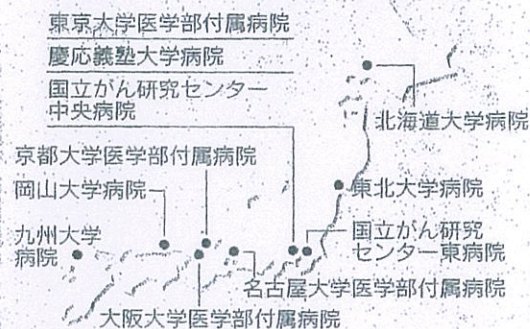 東京大学医学部付属病院
慶応義塾大学病院
国立がん研究センター
中央病院
北海道大学病院
京都大学医学部付属病院
岡山大学病院
東北大学病院
九州大学
病院
国立がん研究
センター東病院
名古屋大学医学部付属病院
大阪大学医学部付属病院